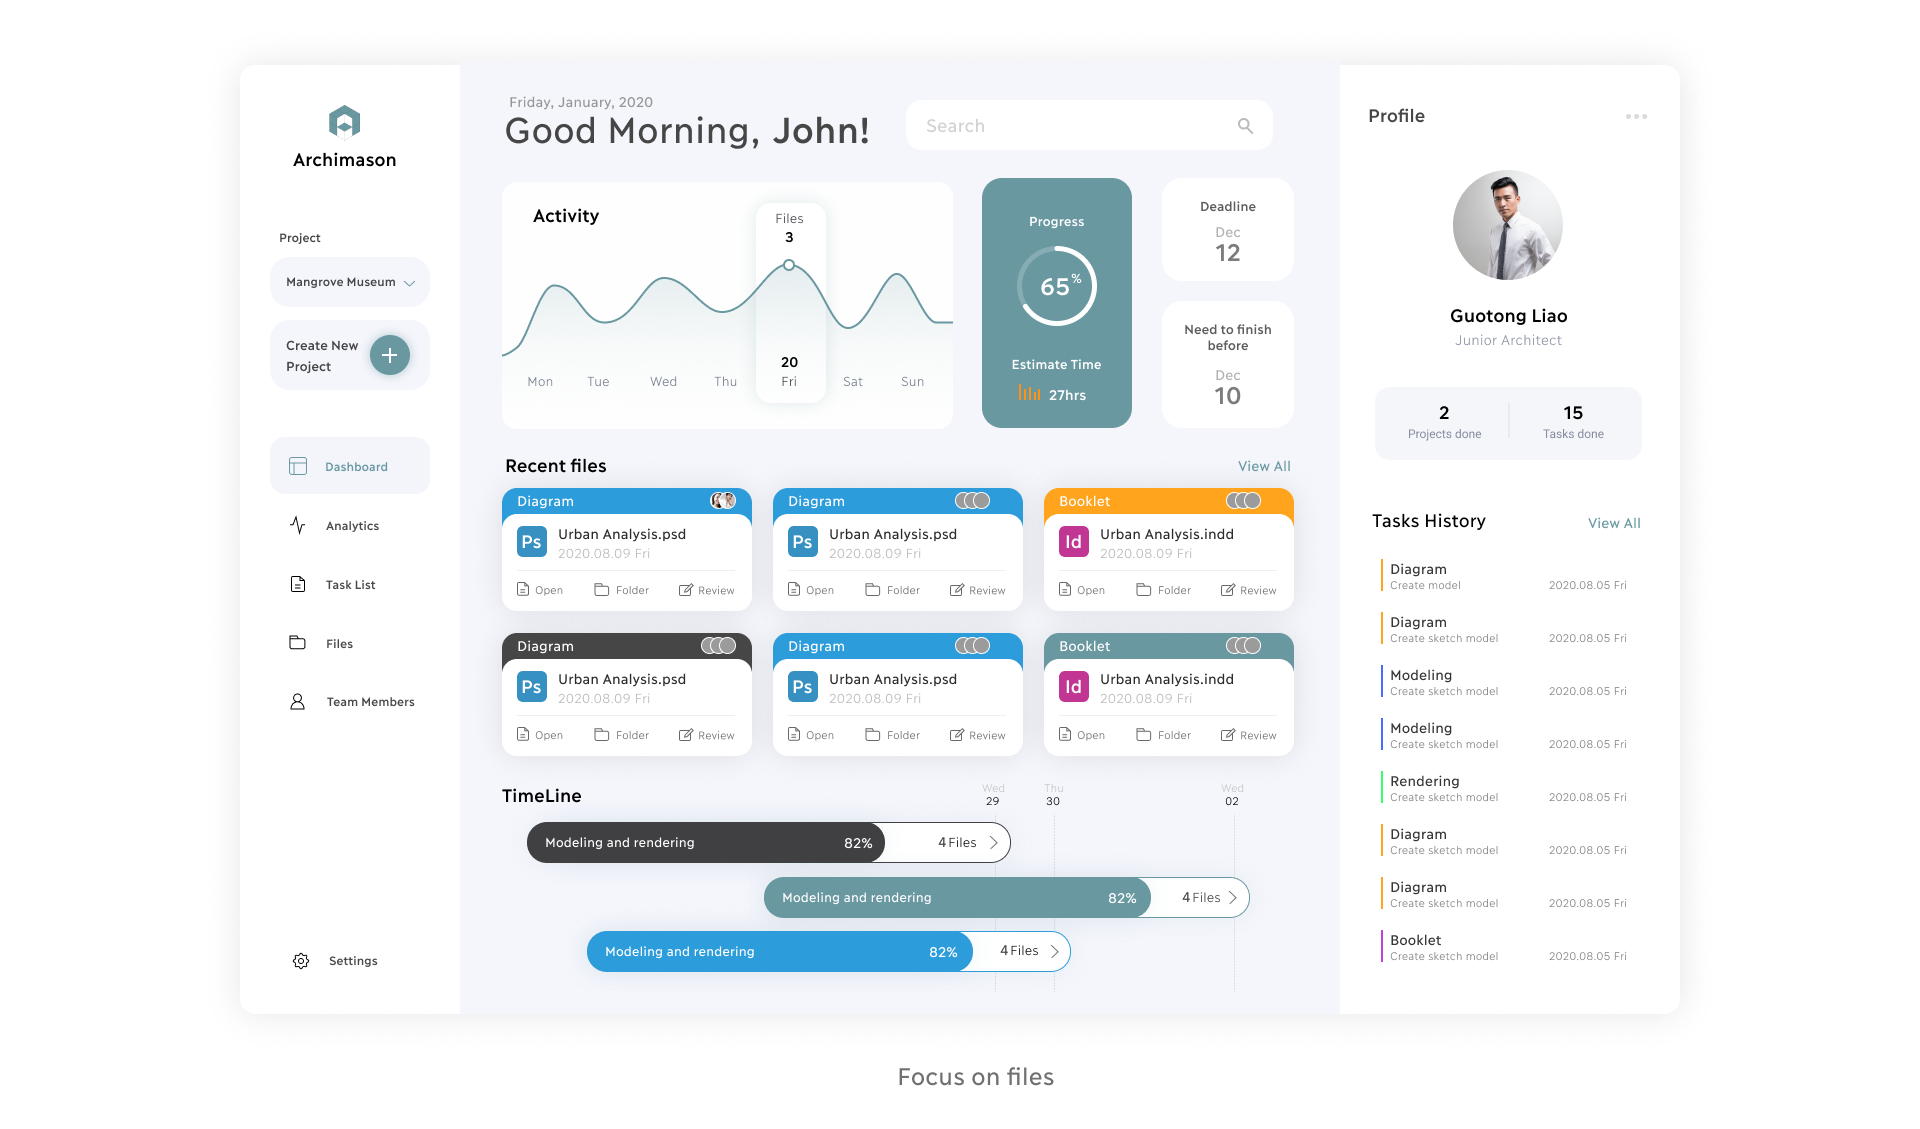 Archimason
Project
Mangrove Museum
Create New
Project
Dashboard
Analytics
Task List
Files
Team Members
Settings
Friday, January, 2020
Good Morning, John!
Search
Activity
Files
3
20
Mon Tue Wed Thu Fri Sat Sun
Progress
65%
Estimate Time
27hrs
Deadline
Dec
12
Need to finish
before
Dec
10
Recent files
View All
Diagram
Ps Urban Analysis.psd
2020.08.09 Fri
Open Folder Review
Diagram
Ps Urban Analysis.psd
2020.08.09 Fri
Open Folder Review
Booklet
Id Urban Analysis.indd
2020.08.09 Fri
Open Folder Review
Diagram
Ps Urban Analysis.psd
2020.08.09 Fri
Open Folder Review
Diagram
Ps Urban Analysis.psd
2020.08.09 Fri
Open Folder Review
Booklet
Id Urban Analysis.indd
2020.08.09 Fri
Open Folder Review
TimeLine
Wed Thu Wed
29 30 02
Modeling and rendering 82% 4 Files
Modeling and rendering 82% 4 Files
Modeling and rendering 82% 4 Files
Profile
Guotong Liao
Junior Architect
2 15
Projects done Tasks done
Tasks History
View All
Diagram
Create model 2020.08.05 Fri
Diagram
Create sketch model 2020.08.05 Fri
Modeling
Create sketch model 2020.08.05 Fri
Modeling
Create sketch model 2020.08.05 Fri
Rendering
Create sketch model 2020.08.05 Fri
Diagram
Create sketch model 2020.08.05 Fri
Diagram
Create sketch model 2020.08.05 Fri
Booklet
Create sketch model 2020.08.05 Fri
Focus on files